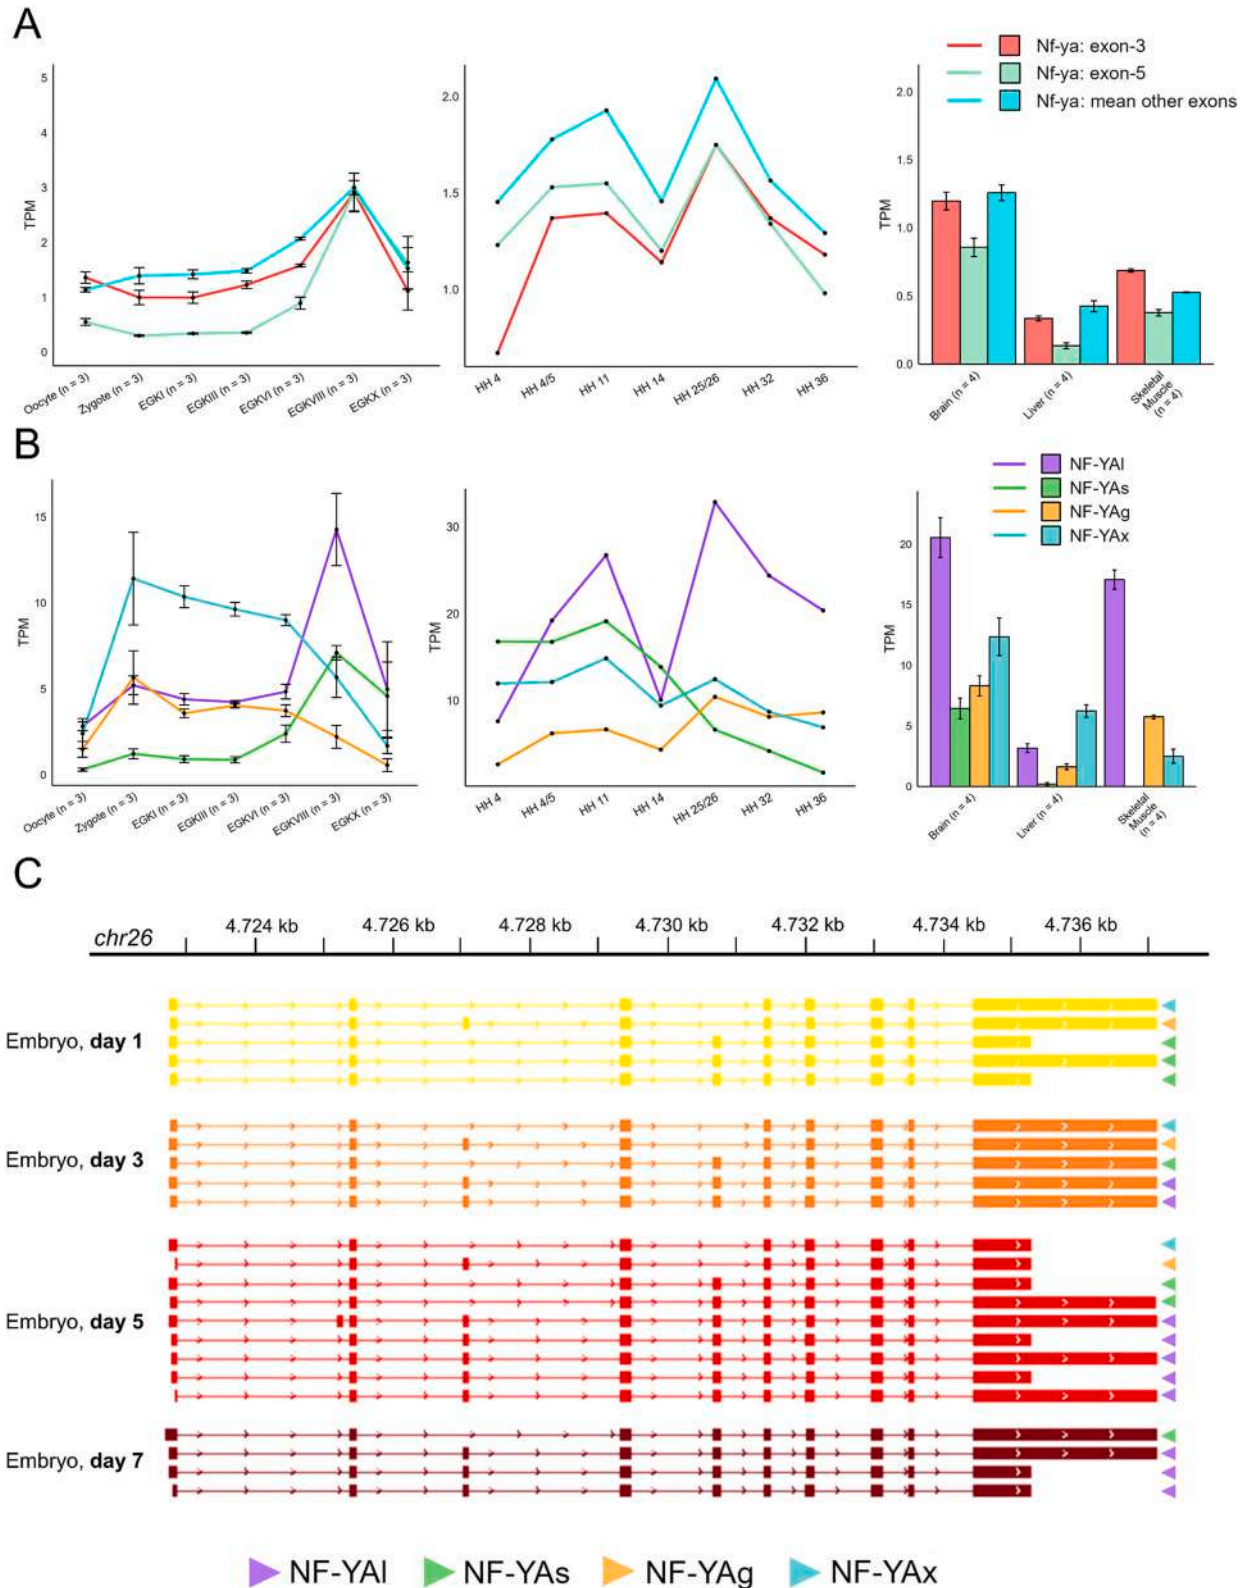 A
Nf-ya: exon-3
Nf-ya: exon-5
Nf-ya: mean other exons
TPM
5
4
3
2
1
0
Oocyte (n = 3)
Zygote (n = 3)
EGKI (n = 3)
EGKIII (n = 3)
EGKVI (n = 3)
EGKVIII (n = 3)
EGKX (n = 3)
TPM
2.0
1.5
1.0
HH 4
HH 4/5
HH 11
HH 14
HH 25/26
HH 32
HH 36
TPM
2.0
1.5
1.0
0.5
0.0
Brain (n = 4)
Liver (n = 4)
Skeletal
Muscle
(n = 4)
B
NF-YAl
NF-YAs
NF-YAg
NF-YAx
TPM
15
10
5
0
Oocyte (n = 3)
Zygote (n = 3)
EGKI (n = 3)
EGKIII (n = 3)
EGKVI (n = 3)
EGKVIII (n = 3)
EGKX (n = 3)
TPM
30
20
10
HH 4
HH 4/5
HH 11
HH 14
HH 25/26
HH 32
HH 36
TPM
20
15
10
5
0
Brain (n = 4)
Liver (n = 4)
Skeletal
Muscle
(n = 4)
C
chr26
4.724 kb
4.726 kb
4.728 kb
4.730 kb
4.732 kb
4.734 kb
4.736 kb
Embryo, day 1
Embryo, day 3
Embryo, day 5
Embryo, day 7
NF-YAl
NF-YAs
NF-YAg
NF-YAx